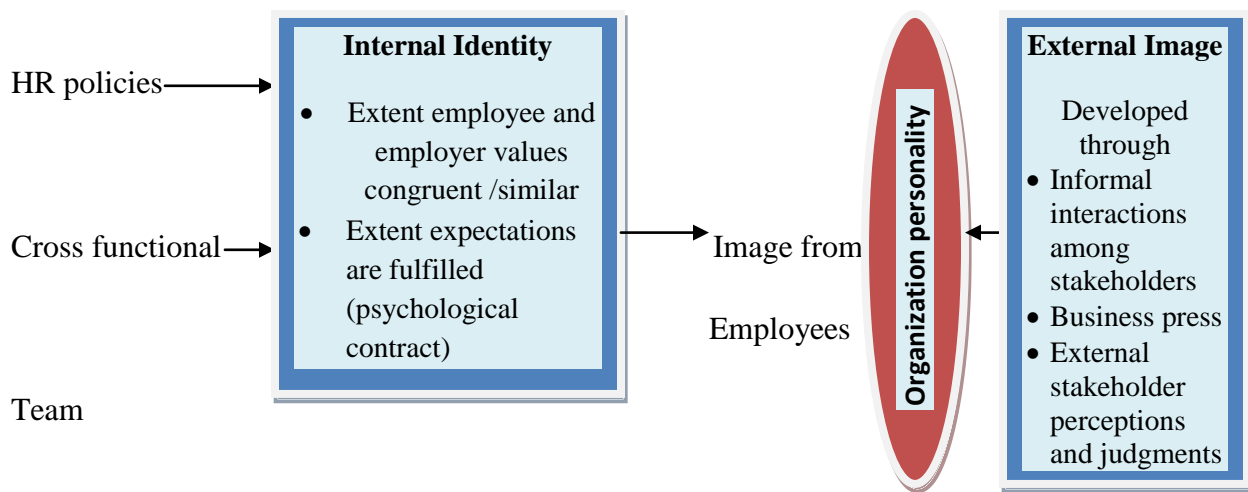 HR policies
Cross functional
Team
Internal Identity
• Extent employee and
employer values
congruent /similar
• Extent expectations
are fulfilled
(psychological
contract)
Image from
Employees
Organization personality
External Image
Developed
through
• Informal
interactions
among
stakeholders
• Business press
• External
stakeholder
perceptions
and judgments